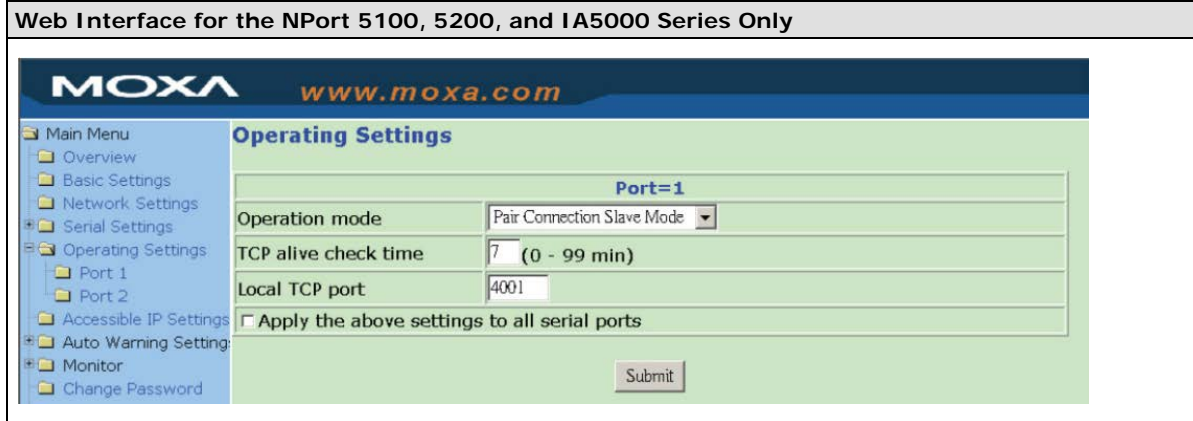 Web Interface for the NPort 5100, 5200, and IA5000 Series Only
MOXA www.moxa.com
Main Menu
Overview
Basic Settings
Network Settings
Serial Settings
Operating Settings
Port 1
Port 2
Accessible IP Settings
Auto Warning Setting
Monitor
Change Password
Operating Settings
Port=1
Operation mode Pair Connection Slave Mode
TCP alive check time 7 (0 - 99 min)
Local TCP port 4001
Apply the above settings to all serial ports
Submit